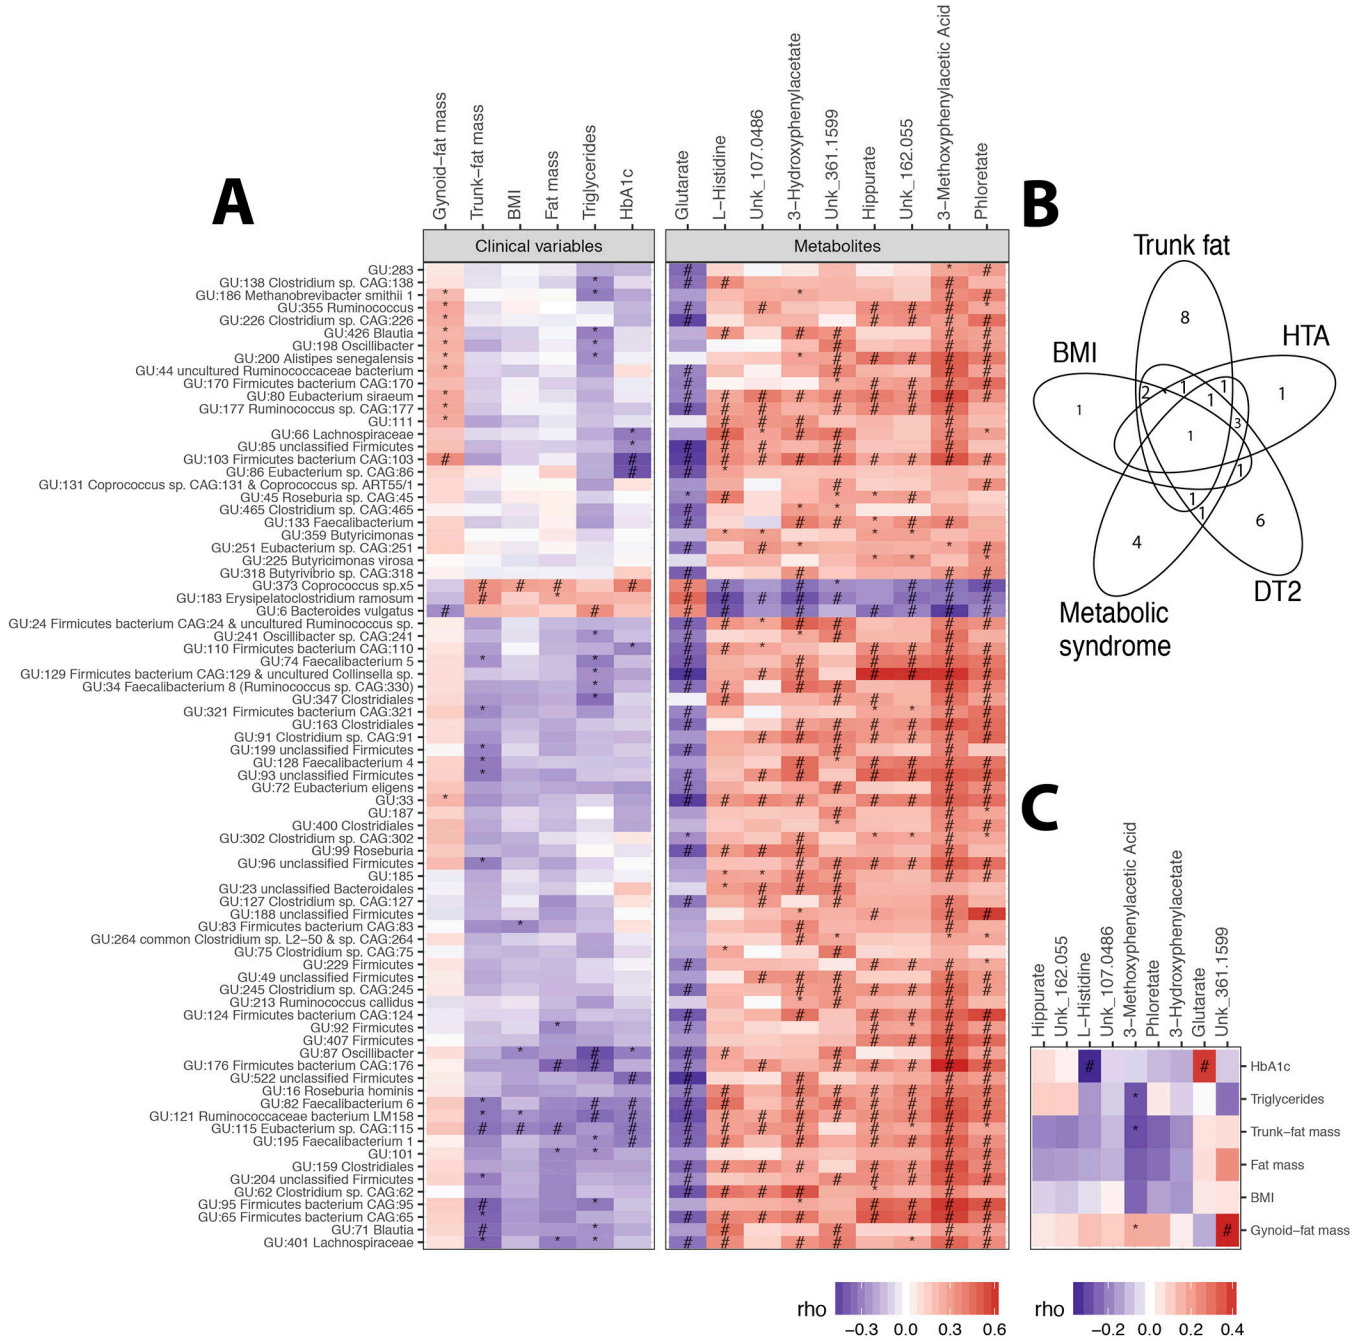 A
Gynoid−fat mass
Trunk−fat mass
BMI
Fat mass
Triglycerides
HbA1c
Glutarate
L−Histidine
Unk_107.0486
3−Hydroxyphenylacetate
Unk_361.1599
Hippurate
Unk_162.055
3−Methoxyphenylacetic Acid
Phloretate
Clinical variables
Metabolites
GU:283
GU:138 Clostridium sp. CAG:138
GU:186 Methanobrevibacter smithii 1
GU:355 Ruminococcus
GU:226 Clostridium sp. CAG:226
GU:426 Blautia
GU:198 Oscillibacter
GU:200 Alistipes senegalensis
GU:44 uncultured Ruminococcaceae bacterium
GU:170 Firmicutes bacterium CAG:170
GU:80 Eubacterium siraeum
GU:177 Ruminococcus sp. CAG:177
GU:111
GU:66 Lachnospiraceae
GU:85 unclassified Firmicutes
GU:103 Firmicutes bacterium CAG:103
GU:86 Eubacterium sp. CAG:86
GU:131 Coprococcus sp. CAG:131 & Coprococcus sp. ART55/1
GU:45 Roseburia sp. CAG:45
GU:465 Clostridium sp. CAG:465
GU:133 Faecalibacterium
GU:359 Butyricimonas
GU:251 Eubacterium sp. CAG:251
GU:225 Butyricimonas virosa
GU:318 Butyrivibrio sp. CAG:318
GU:373 Coprococcus sp.x5
GU:183 Erysipelatoclostridium ramosum
GU:6 Bacteroides vulgatus
GU:24 Firmicutes bacterium CAG:24 & uncultured Ruminococcus sp.
GU:241 Oscillibacter sp. CAG:241
GU:110 Firmicutes bacterium CAG:110
GU:74 Faecalibacterium 5
GU:129 Firmicutes bacterium CAG:129 & uncultured Collinsella sp.
GU:34 Faecalibacterium 8 (Ruminococcus sp. CAG:330)
GU:347 Clostridiales
GU:321 Firmicutes bacterium CAG:321
GU:163 Clostridiales
GU:91 Clostridium sp. CAG:91
GU:199 unclassified Firmicutes
GU:128 Faecalibacterium 4
GU:93 unclassified Firmicutes
GU:72 Eubacterium eligens
GU:33
GU:187
GU:400 Clostridiales
GU:302 Clostridium sp. CAG:302
GU:99 Roseburia
GU:96 unclassified Firmicutes
GU:185
GU:23 unclassified Bacteroidales
GU:127 Clostridium sp. CAG:127
GU:188 unclassified Firmicutes
GU:83 Firmicutes bacterium CAG:83
GU:264 common Clostridium sp. L2−50 & sp. CAG:264
GU:75 Clostridium sp. CAG:75
GU:229 Firmicutes
GU:49 unclassified Firmicutes
GU:245 Clostridium sp. CAG:245
GU:213 Ruminococcus callidus
GU:124 Firmicutes bacterium CAG:124
GU:92 Firmicutes
GU:407 Firmicutes
GU:87 Oscillibacter
GU:176 Firmicutes bacterium CAG:176
GU:522 unclassified Firmicutes
GU:16 Roseburia hominis
GU:82 Faecalibacterium 6
GU:121 Ruminococcaceae bacterium LM158
GU:115 Eubacterium sp. CAG:115
GU:195 Faecalibacterium 1
GU:101
GU:159 Clostridiales
GU:204 unclassified Firmicutes
GU:62 Clostridium sp. CAG:62
GU:95 Firmicutes bacterium CAG:95
GU:65 Firmicutes bacterium CAG:65
GU:71 Blautia
GU:401 Lachnospiraceae
rho
−0.3 0.0 0.3 0.6
B
Trunk fat
HTA
BMI
8
1
1
2
1
1
1
3
1
1
1
1
6
4
DT2
Metabolic
syndrome
C
Hippurate
Unk_162.055
L−Histidine
Unk_107.0486
3−Methoxyphenylacetic Acid
Phloretate
3−Hydroxyphenylacetate
Glutarate
Unk_361.1599
HbA1c
Triglycerides
Trunk−fat mass
Fat mass
BMI
Gynoid−fat mass
rho
−0.2 0.0 0.2 0.4